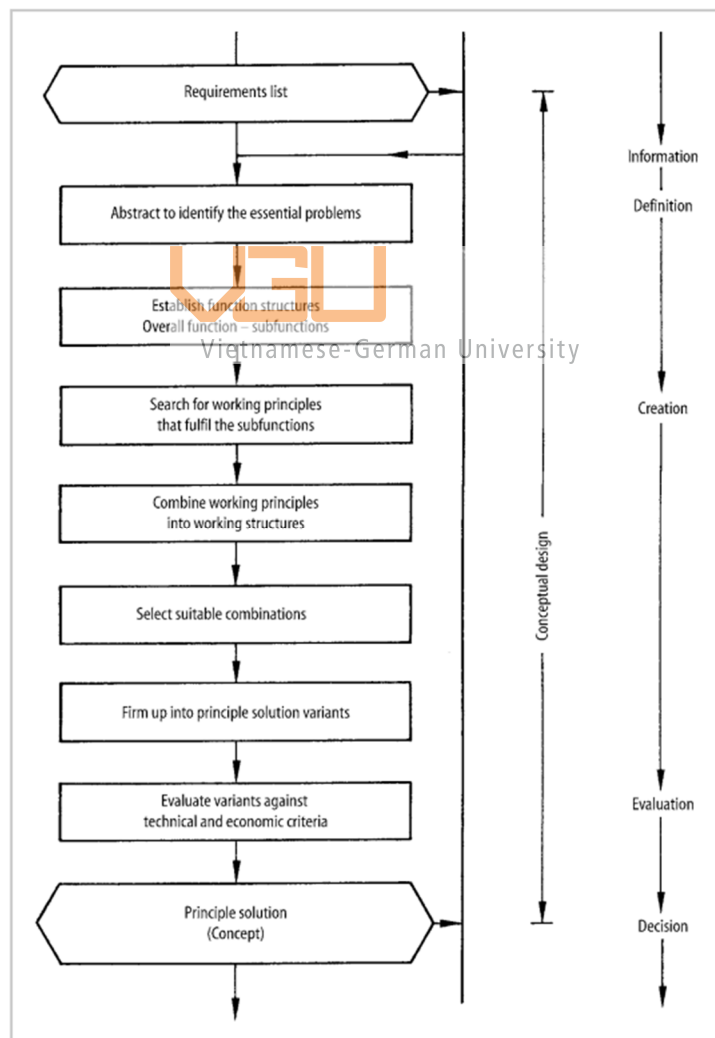 Requirements list
Information
Abstract to identify the essential problems
Definition
VGU
Establish function structures
Overall function – subfunctions
Vietnamese-German University
Search for working principles
that fulfil the subfunctions
Creation
Combine working principles
into working structures
Conceptual design
Select suitable combinations
Firm up into principle solution variants
Evaluate variants against
technical and economic criteria
Evaluation
Principle solution
(Concept)
Decision